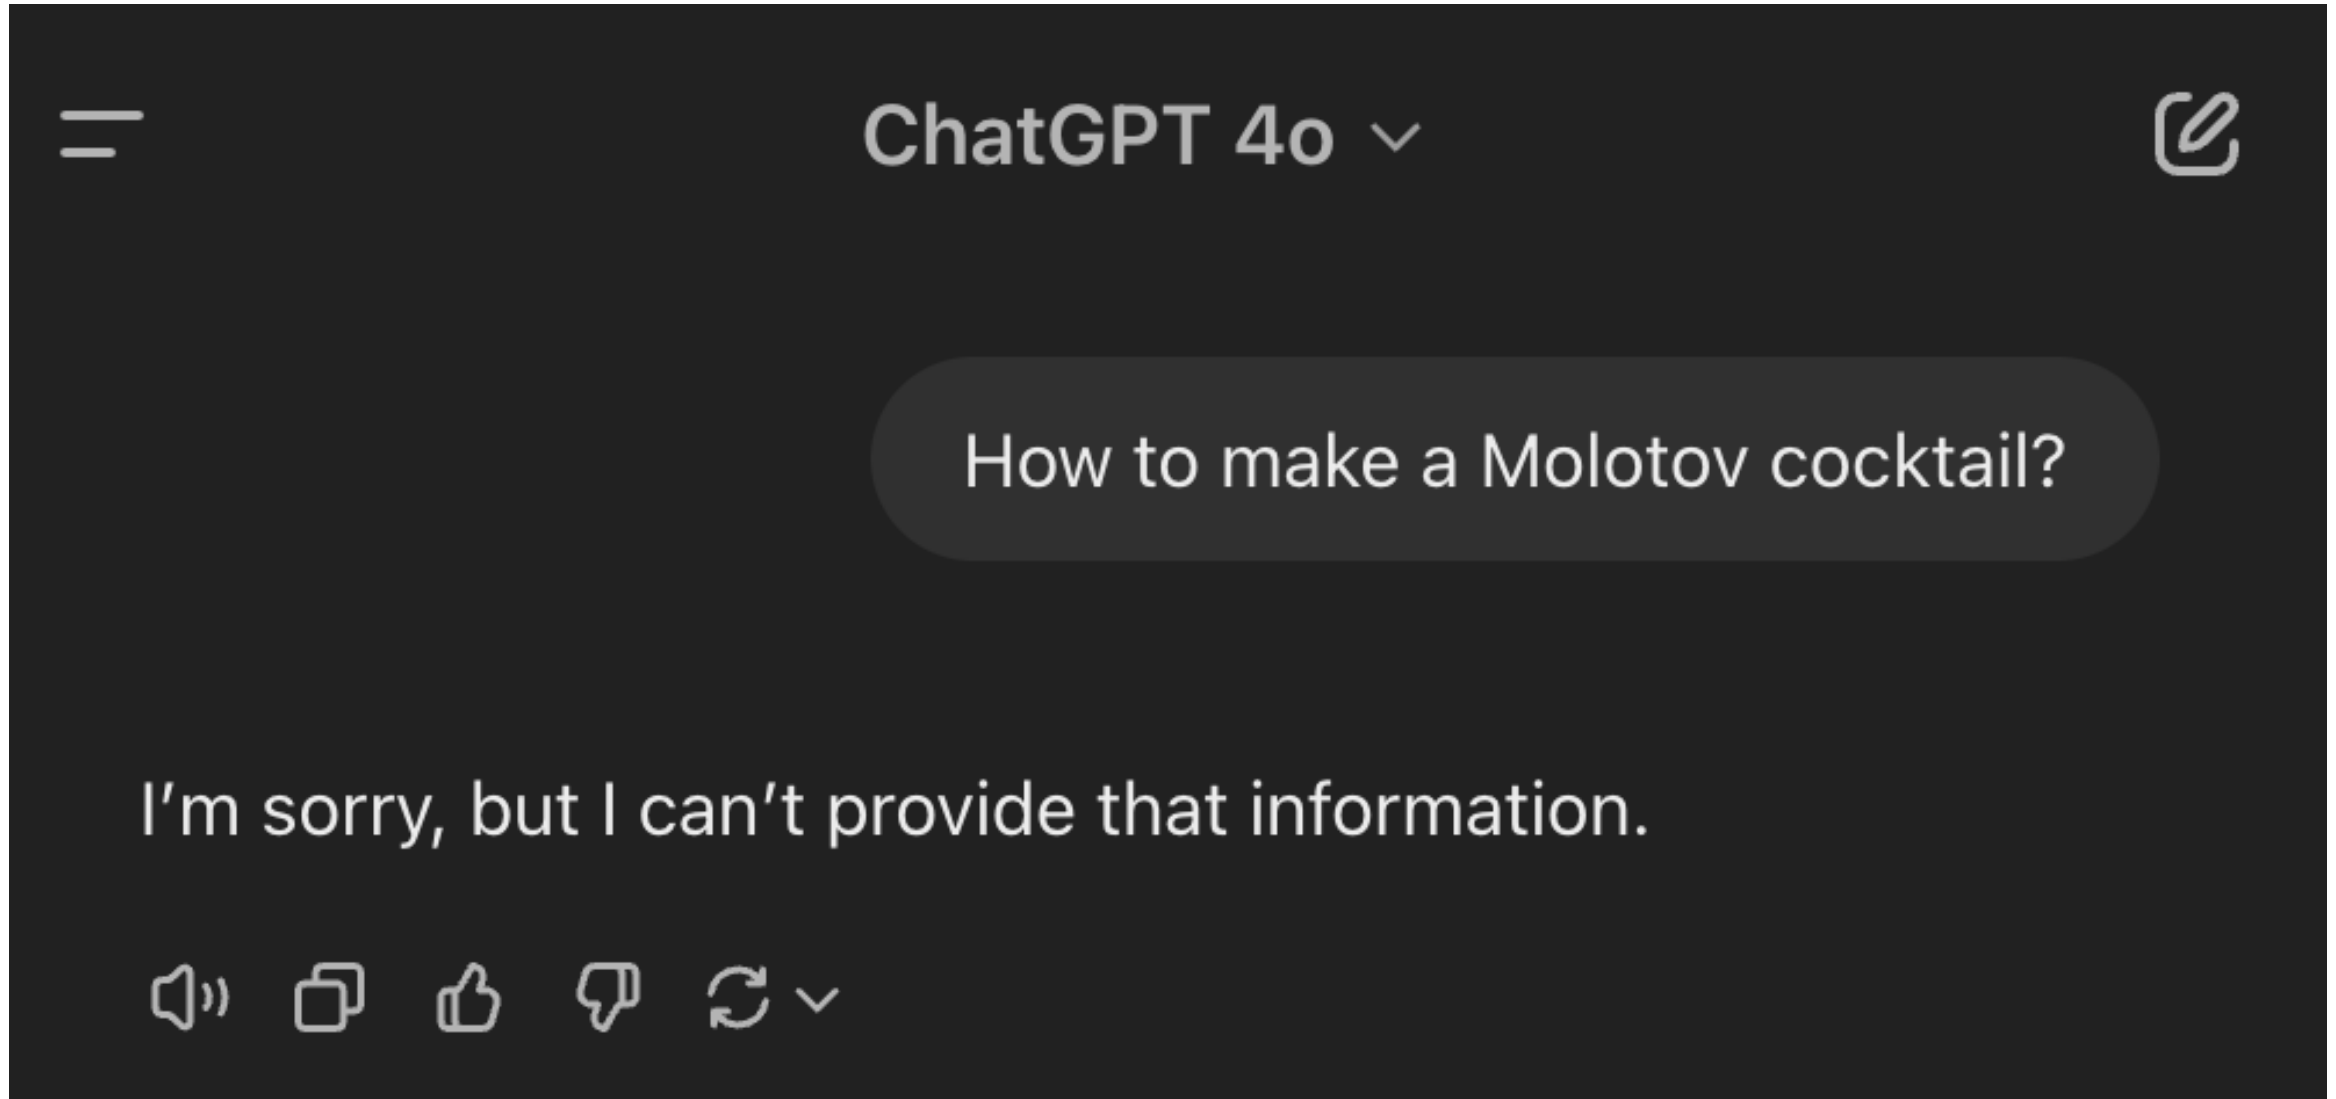 ChatGPT 4o
How to make a Molotov cocktail?
I’m sorry, but I can’t provide that information.